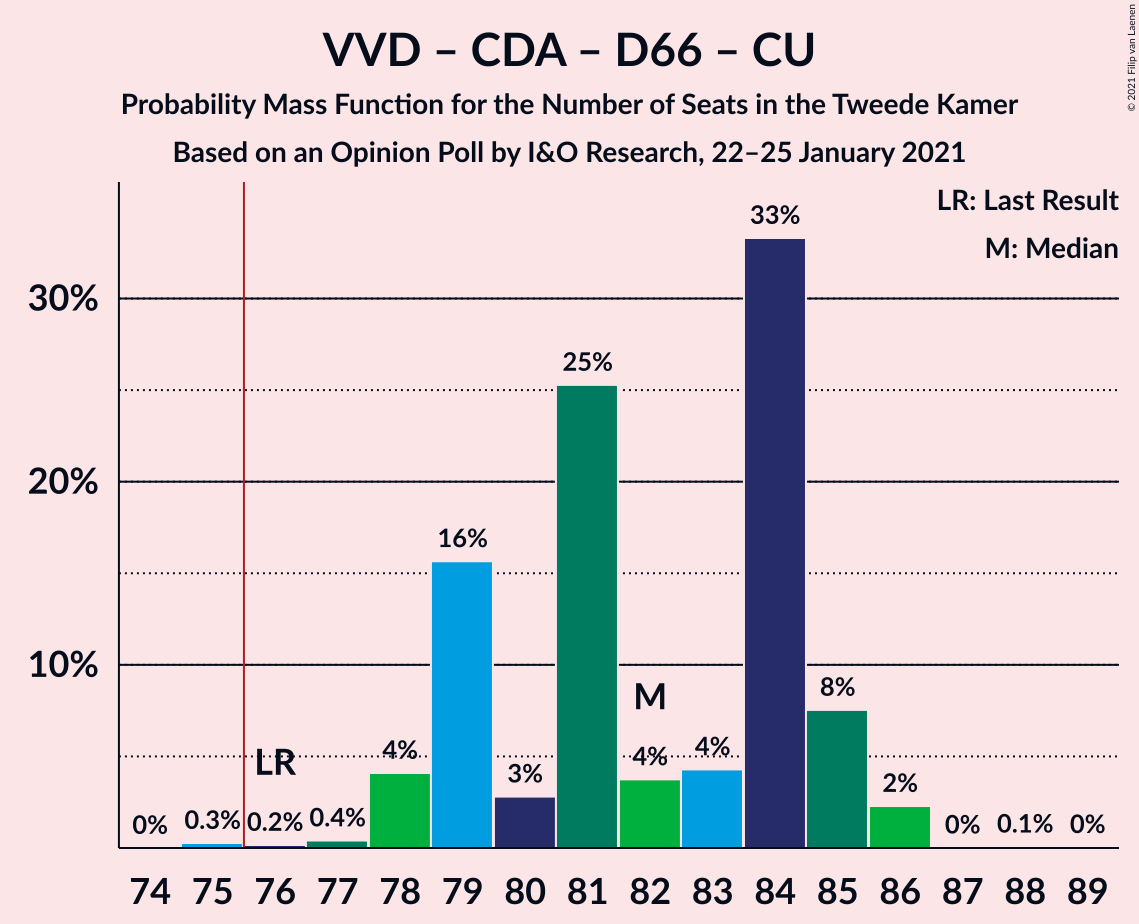 VVD – CDA – D66 – CU
Probability Mass Function for the Number of Seats in the Tweede Kamer
Based on an Opinion Poll by I&O Research, 22–25 January 2021
© 2021 Filip van Laenen
LR: Last Result
M: Median
30%
20%
10%
0%
0.3%
0.2%
0.4%
4%
16%
3%
25%
4%
4%
33%
8%
2%
0%
0.1%
0%
LR
M
74 75 76 77 78 79 80 81 82 83 84 85 86 87 88 89